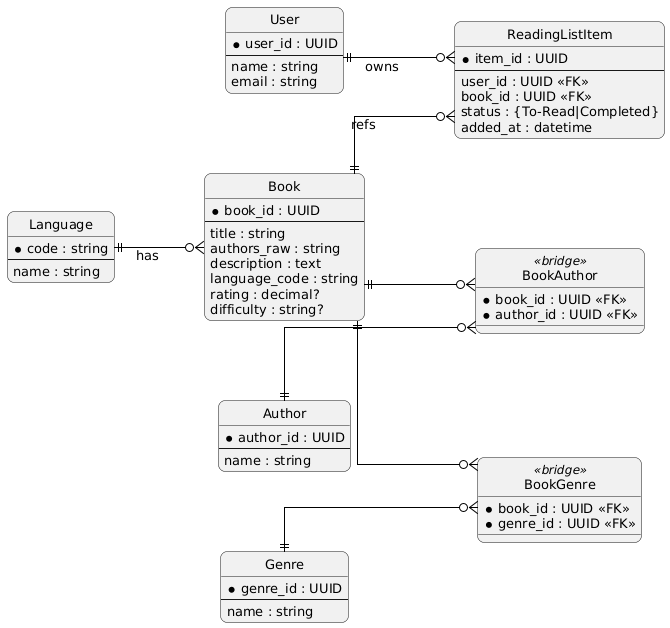 User
user_id : UUID
name : string
email : string
ReadingListItem
item_id : UUID
user_id : UUID «FK»
book_id : UUID «FK»
status : {To-Read|Completed}
added_at : datetime
owns
refs
Book
book_id : UUID
title : string
authors_raw : string
description : text
language_code : string
rating : decimal?
difficulty : string?
Language
code : string
name : string
has
«bridge»
BookAuthor
book_id : UUID «FK»
author_id : UUID «FK»
Author
author_id : UUID
name : string
«bridge»
BookGenre
book_id : UUID «FK»
genre_id : UUID «FK»
Genre
genre_id : UUID
name : string